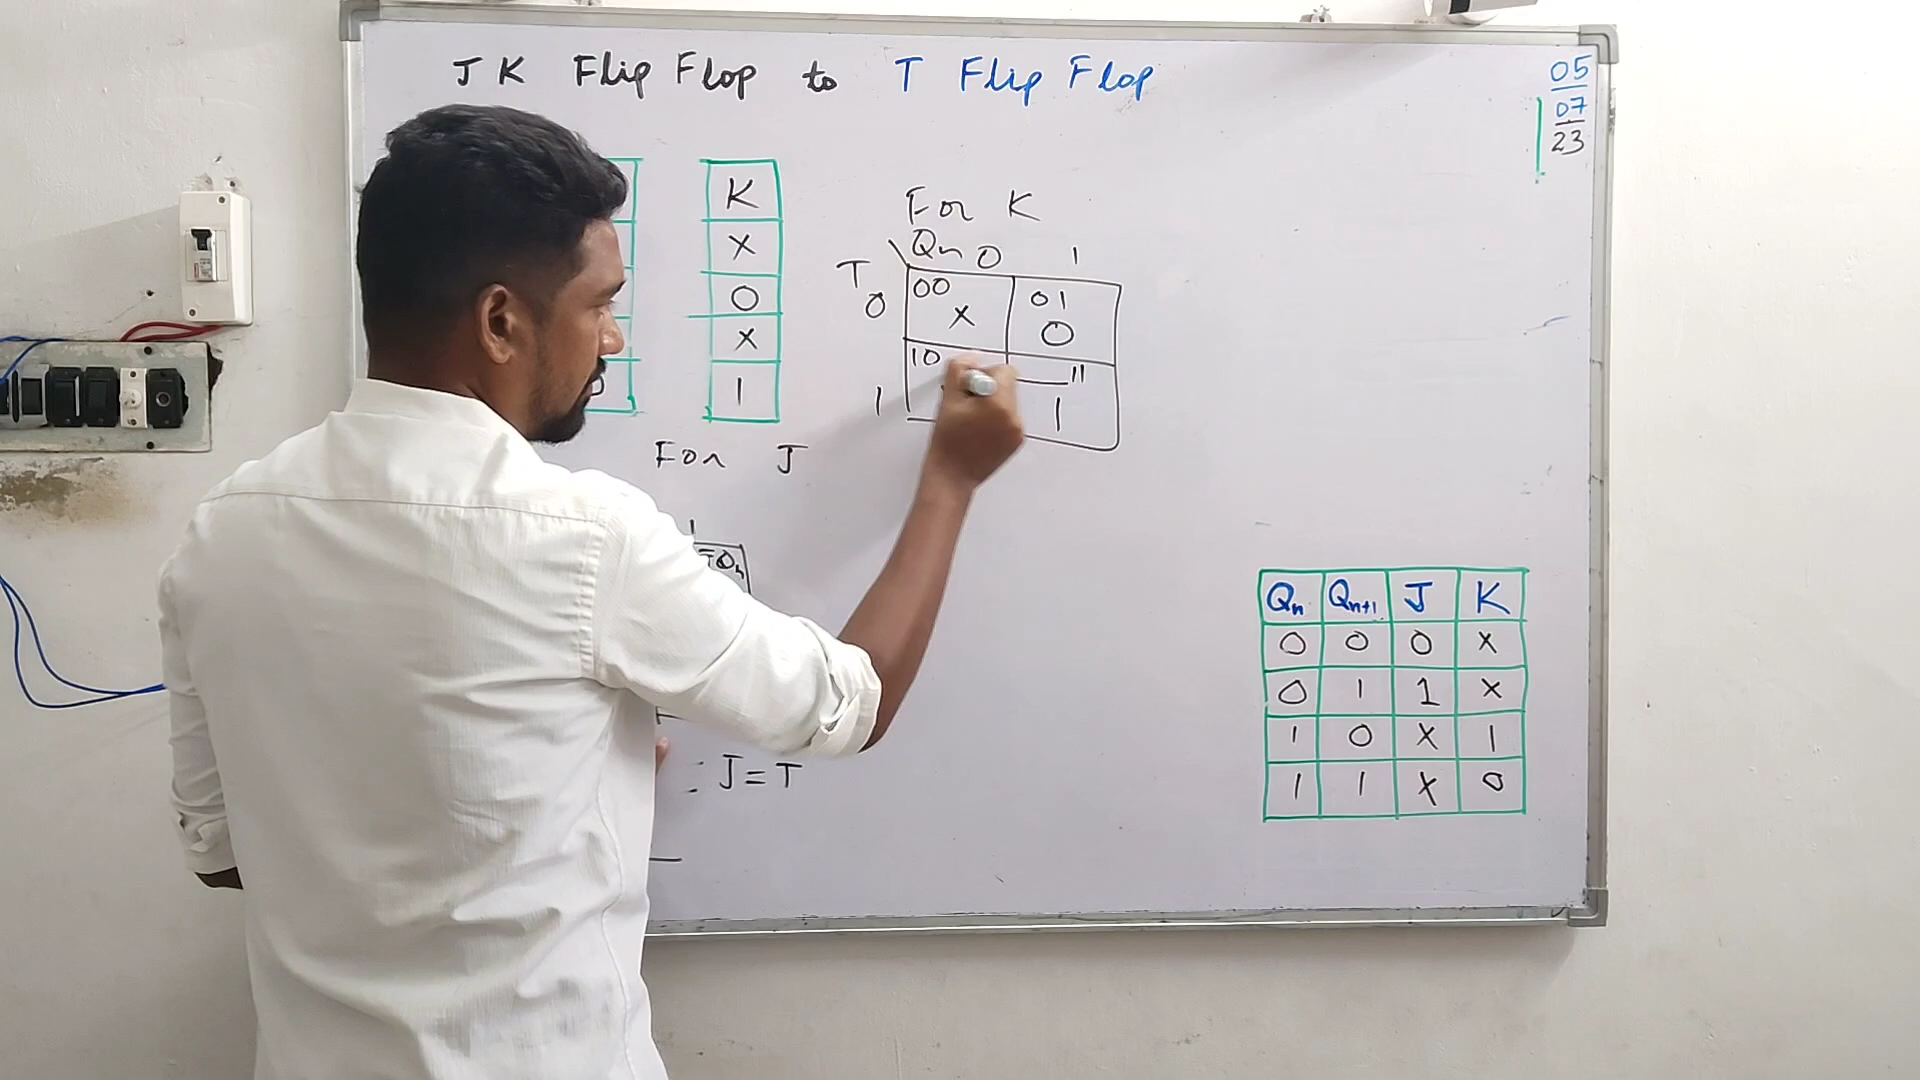 JK Flip Flop to T Flip Flop
05
07
23
K
X
0
X
1
For K
Qn 0 1
T
0 00 X 01 0
1 10 11 1
For J
1
J = T
Qn Qn+1 J K
0 0 0 X
0 1 1 X
1 0 X 1
1 1 X 0